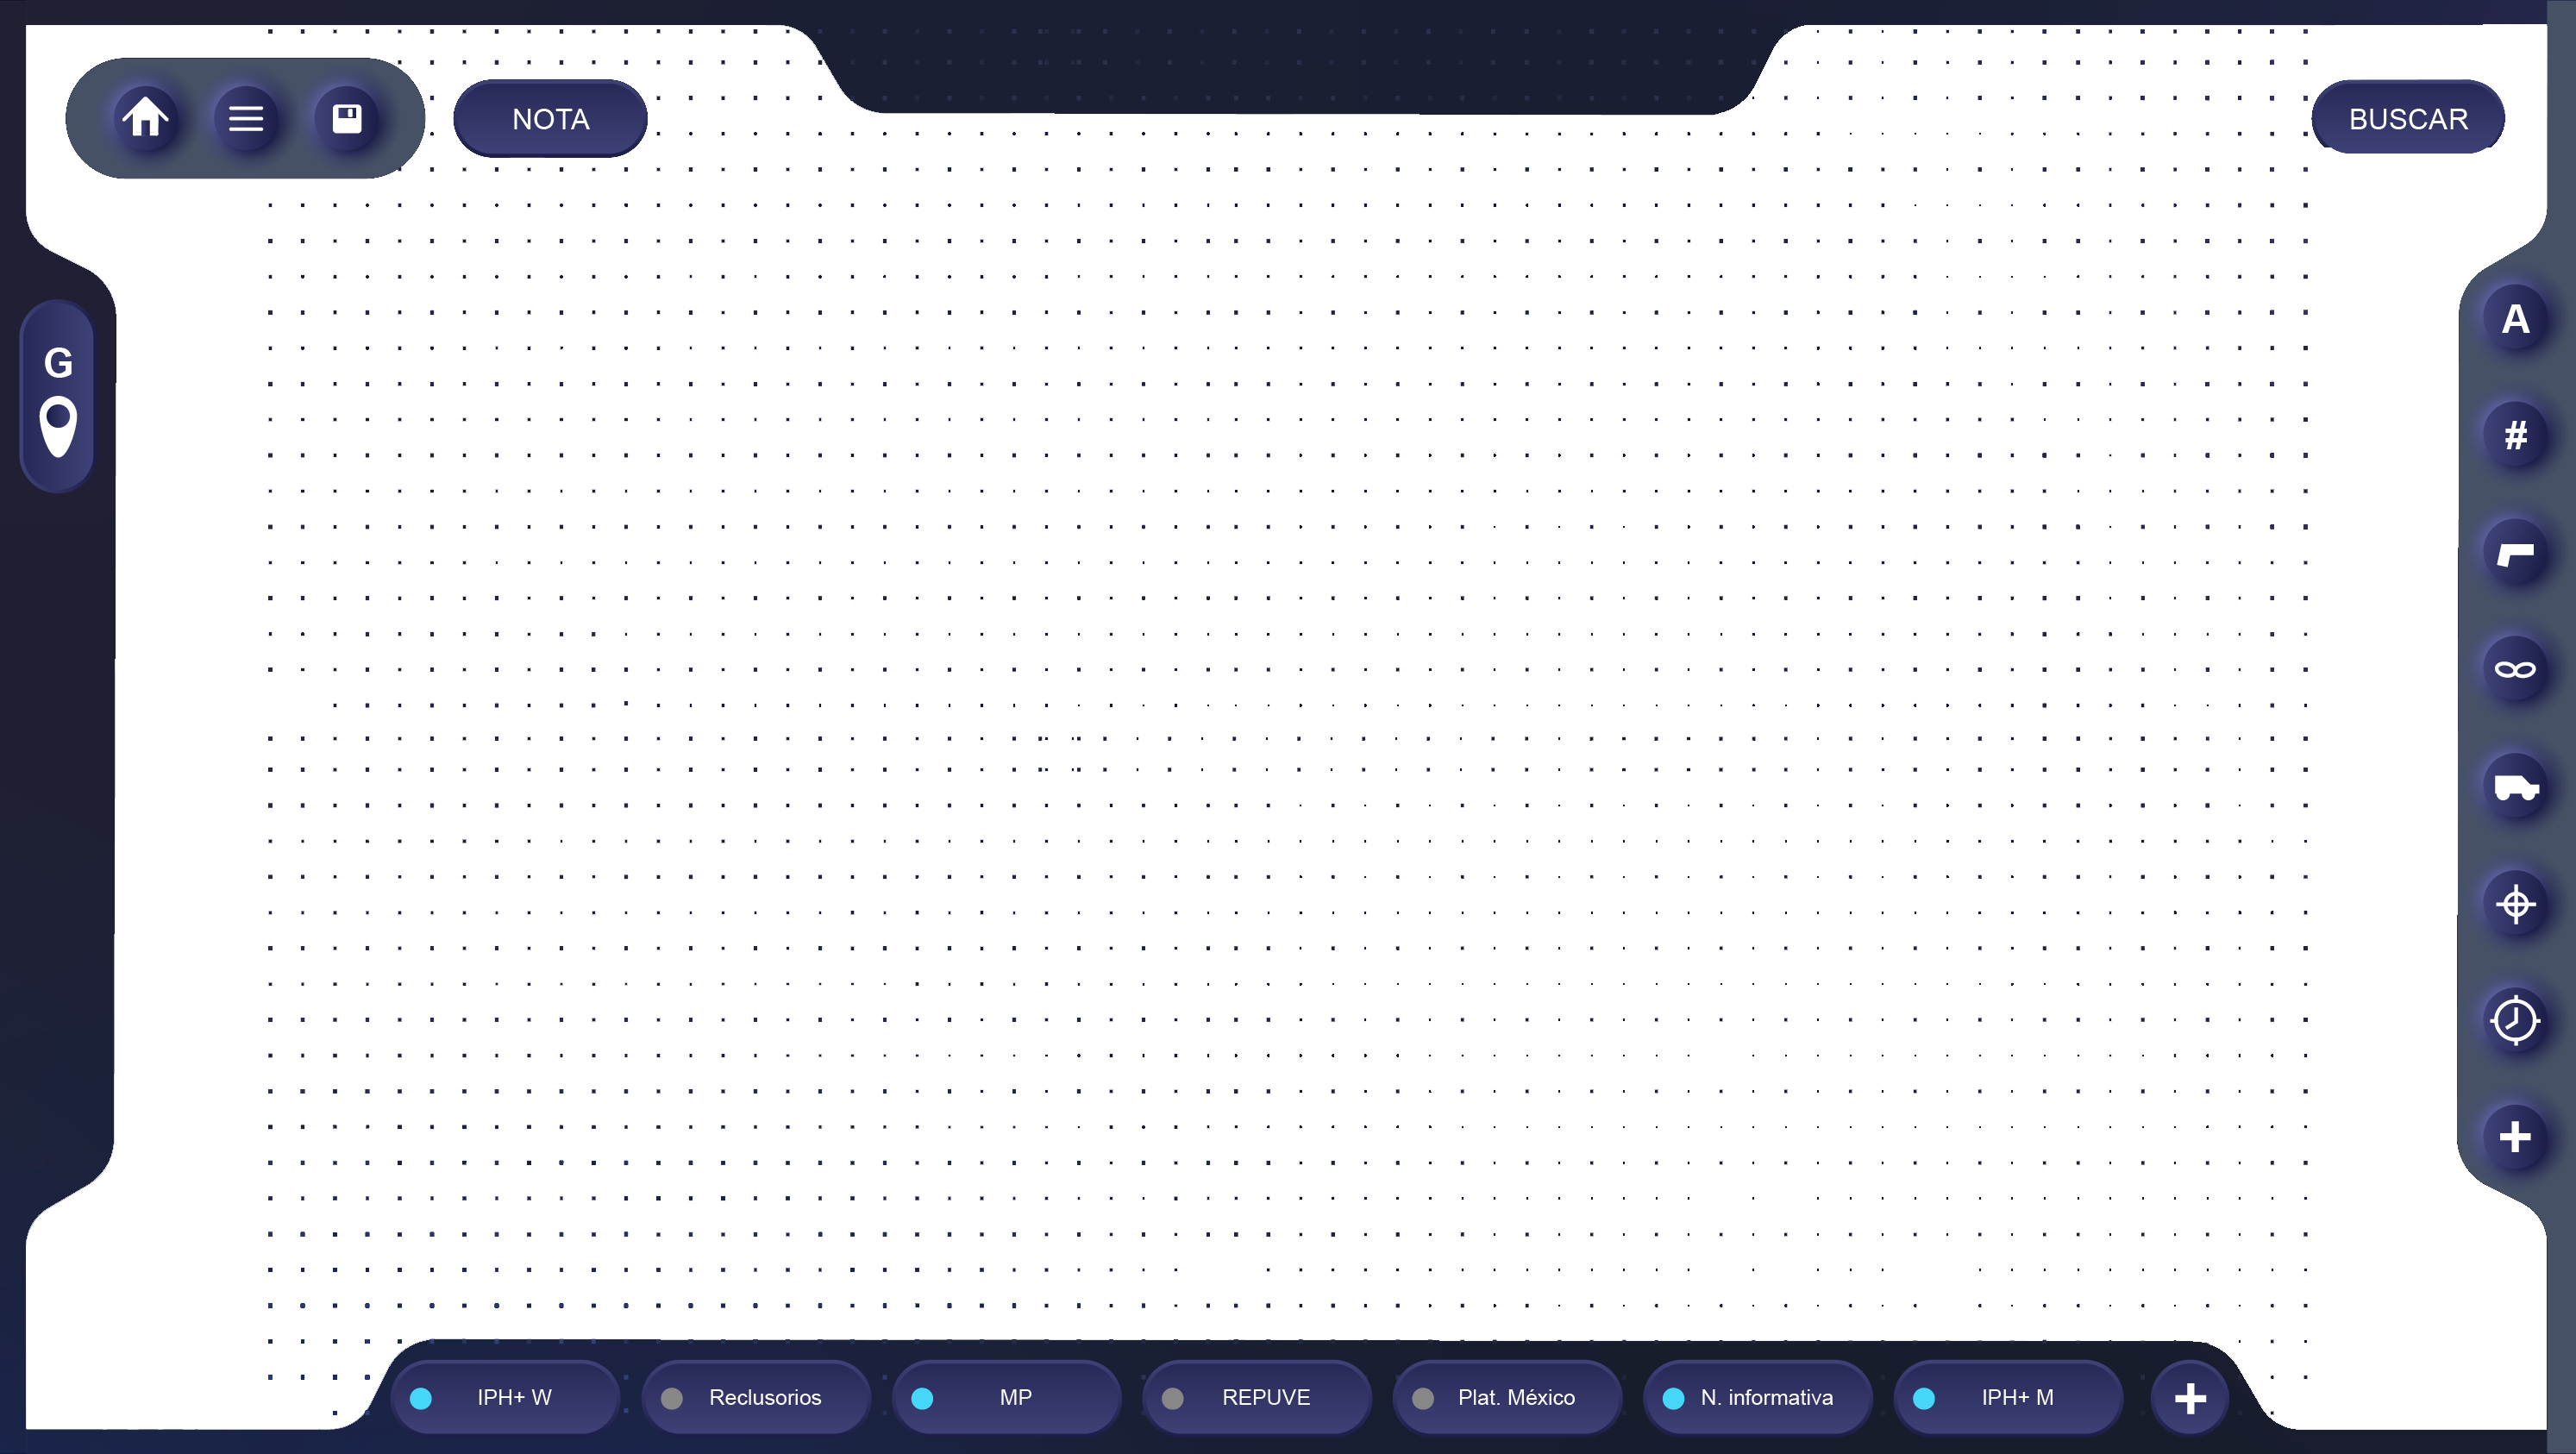 NOTA
BUSCAR
G
A
#
IPH+ W
Reclusorios
MP
REPUVE
Plat. México
N. informativa
IPH+ M